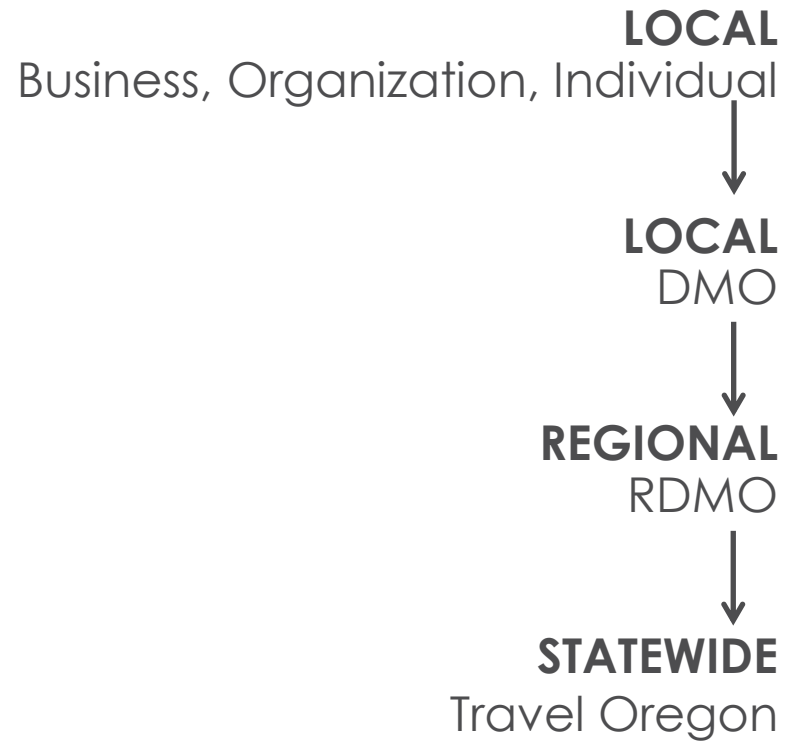 LOCAL
Business, Organization, Individual
LOCAL
DMO
REGIONAL
RDMO
STATEWIDE
Travel Oregon